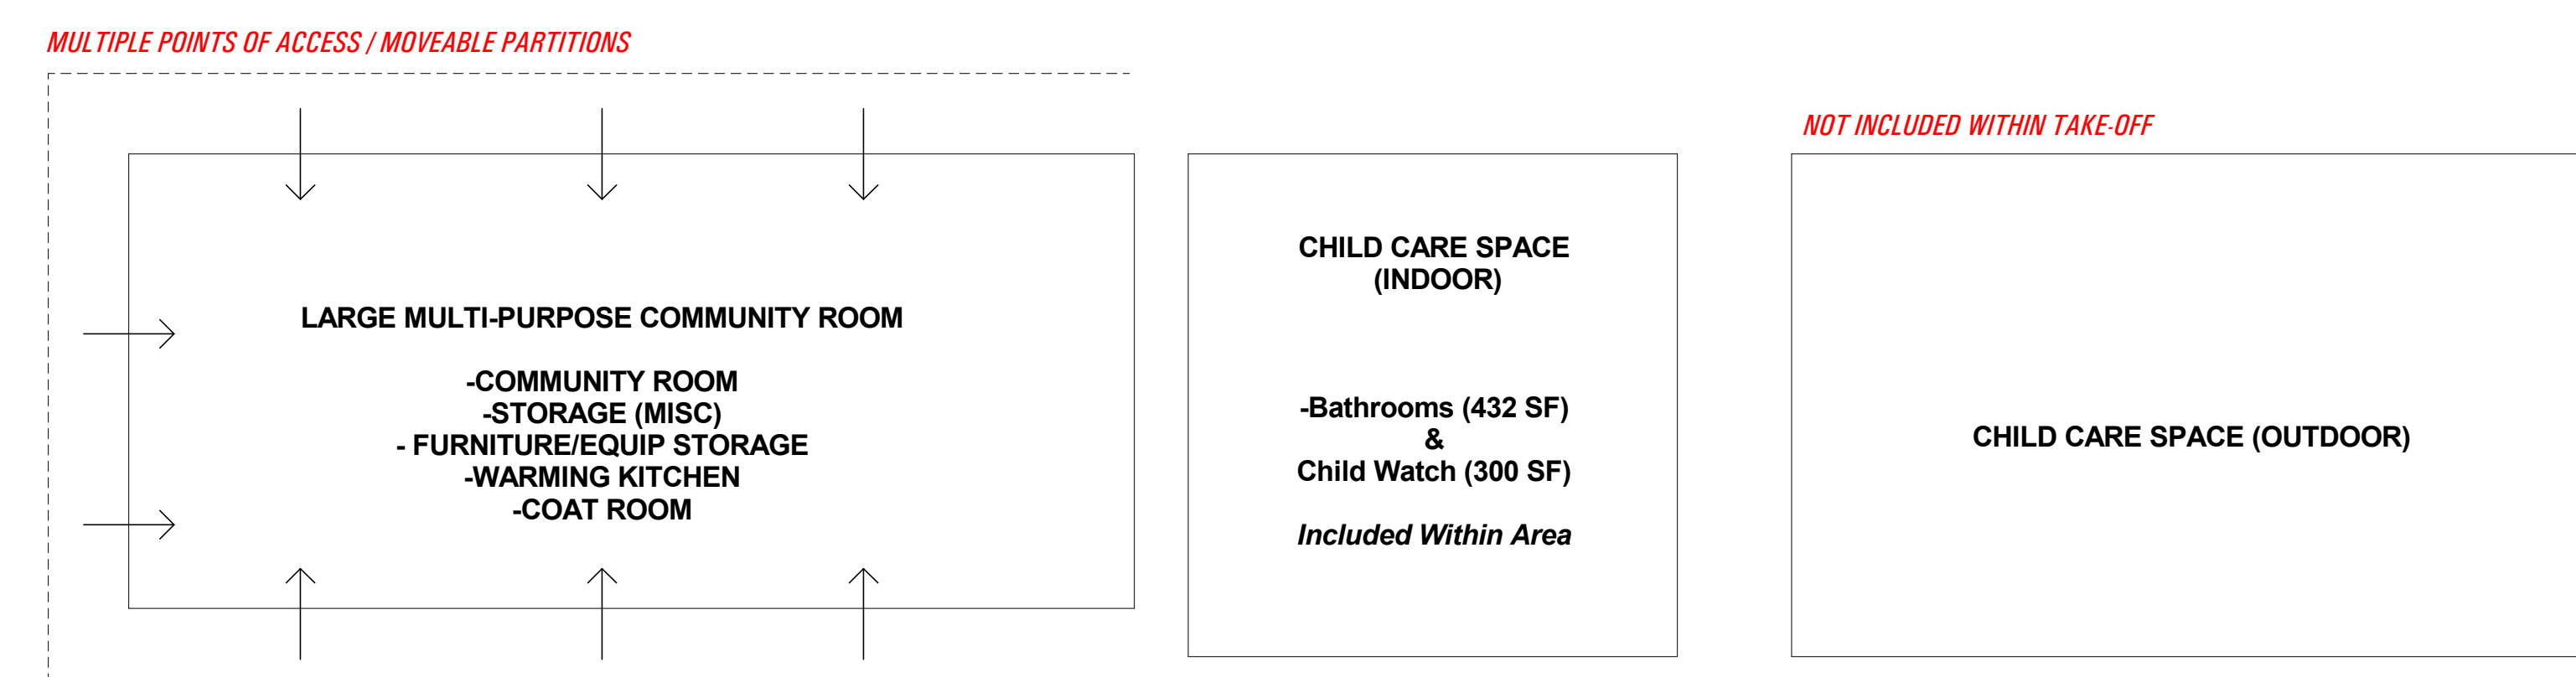 MULTIPLE POINTS OF ACCESS / MOVEABLE PARTITIONS
LARGE MULTI-PURPOSE COMMUNITY ROOM
-COMMUNITY ROOM
-STORAGE (MISC)
- FURNITURE/EQUIP STORAGE
-WARMING KITCHEN
-COAT ROOM
CHILD CARE SPACE
(INDOOR)
-Bathrooms (432 SF)
&
Child Watch (300 SF)
Included Within Area
NOT INCLUDED WITHIN TAKE-OFF
CHILD CARE SPACE (OUTDOOR)